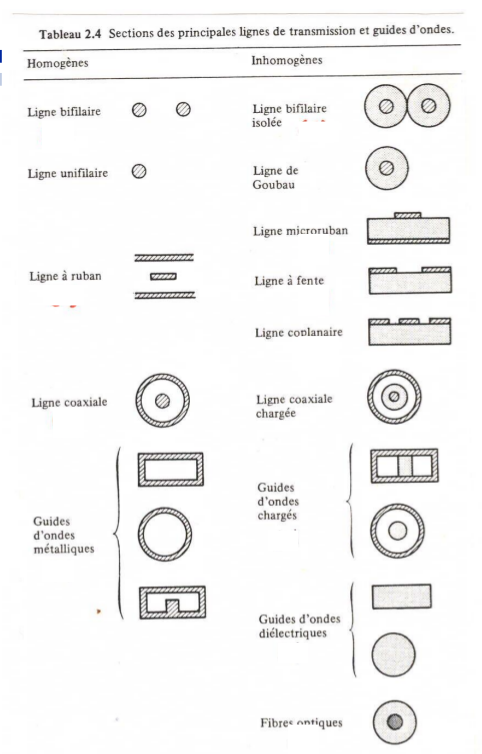 Tableau 2.4 Sections des principales lignes de transmission et guides d'ondes.
Homogènes
Inhomogènes
Ligne bifilaire
Ligne bifilaire
isolée
Ligne unifilaire
Ligne de
Goubau
Ligne microruban
Ligne à ruban
Ligne à fente
Ligne coplanaire
Ligne coaxiale
Ligne coaxiale
chargée
Guides
d'ondes
métalliques
Guides
d'ondes
chargés
Guides d'ondes
diélectriques
Fibres optiques